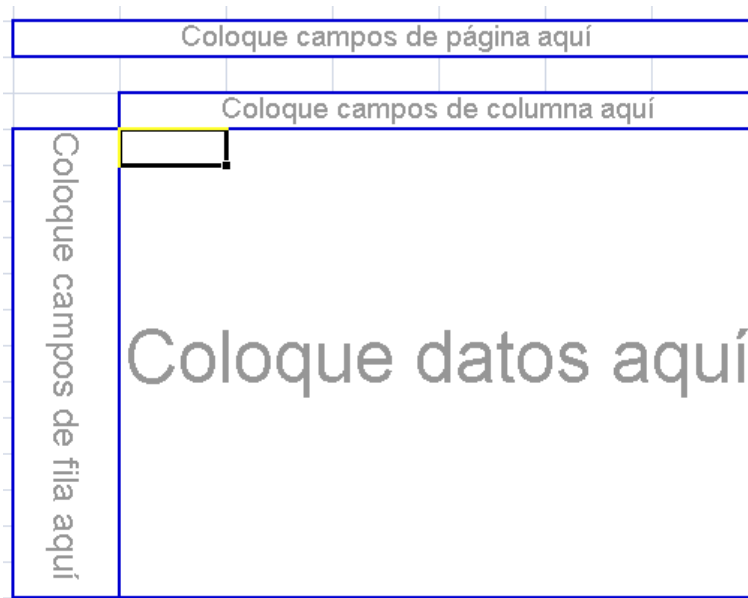 Coloque campos de página aquí
Coloque campos de columna aquí
Coloque campos de fila aquí
Coloque datos aquí